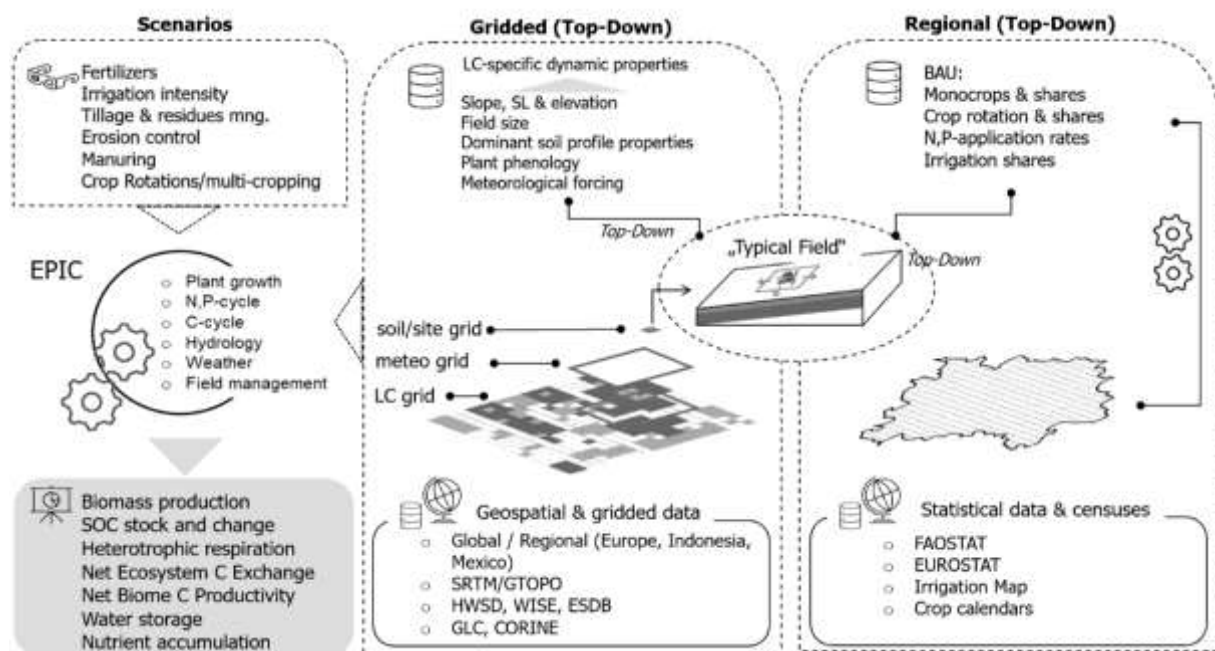 Scenarios
Fertilizers
Irrigation intensity
Tillage & residues mng.
Erosion control
Manuring
Crop Rotations/multi-cropping
EPIC
Plant growth
N,P-cycle
C-cycle
Hydrology
Weather
Field management
Biomass production
SOC stock and change
Heterotrophic respiration
Net Ecosystem C Exchange
Net Biome C Productivity
Water storage
Nutrient accumulation
Gridded (Top-Down)
LC-specific dynamic properties
Slope, SL & elevation
Field size
Dominant soil profile properties
Plant phenology
Meteorological forcing
Top-Down
„Typical Field"
soil/site grid
meteo grid
LC grid
Geospatial & gridded data
Global / Regional (Europe, Indonesia,
Mexico)
SRTM/GTOPO
HWSD, WISE, ESDB
GLC, CORINE
Regional (Top-Down)
BAU:
Monocrops & shares
Crop rotation & shares
N,P-application rates
Irrigation shares
Top-Down
Statistical data & censuses
FAOSTAT
EUROSTAT
Irrigation Map
Crop calendars